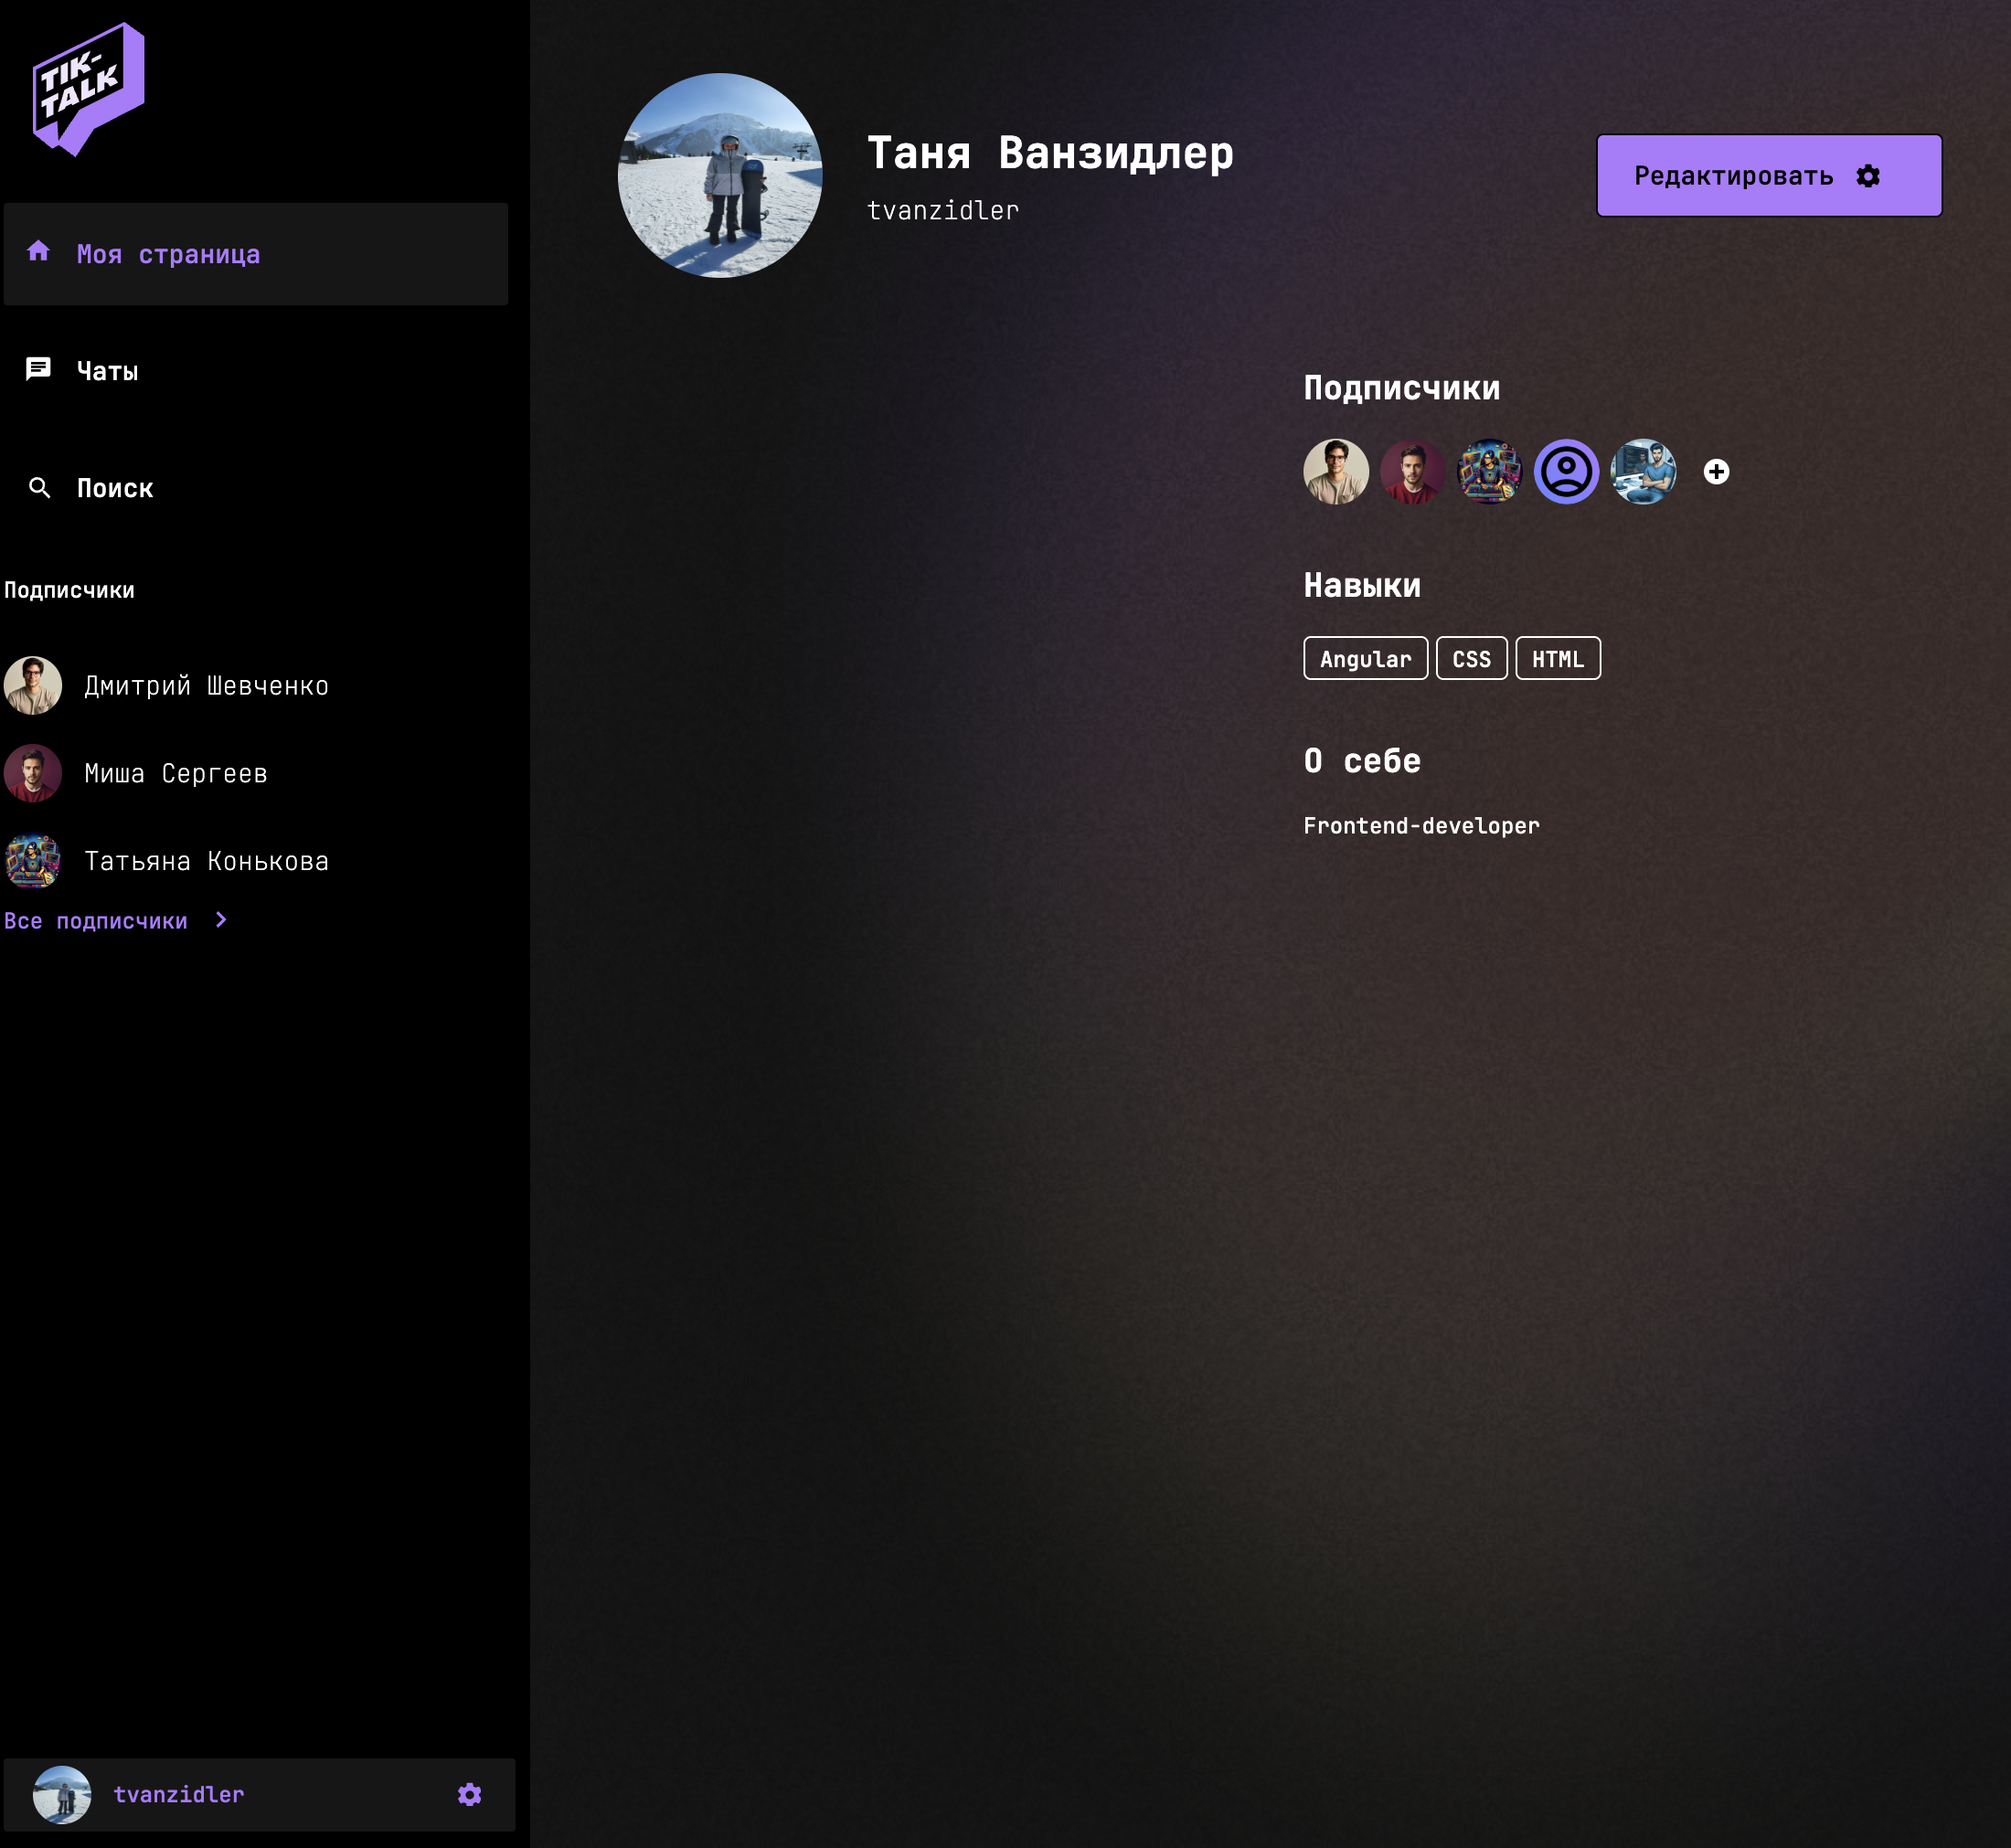 TIK-
TALK
Моя страница
Чаты
Поиск
Подписчики
Дмитрий Шевченко
Миша Сергеев
Татьяна Конькова
Все подписчики
tvanzidler
Таня Ванзидлер
tvanzidler
Редактировать
Подписчики
Навыки
Angular CSS HTML
О себе
Frontend-developer